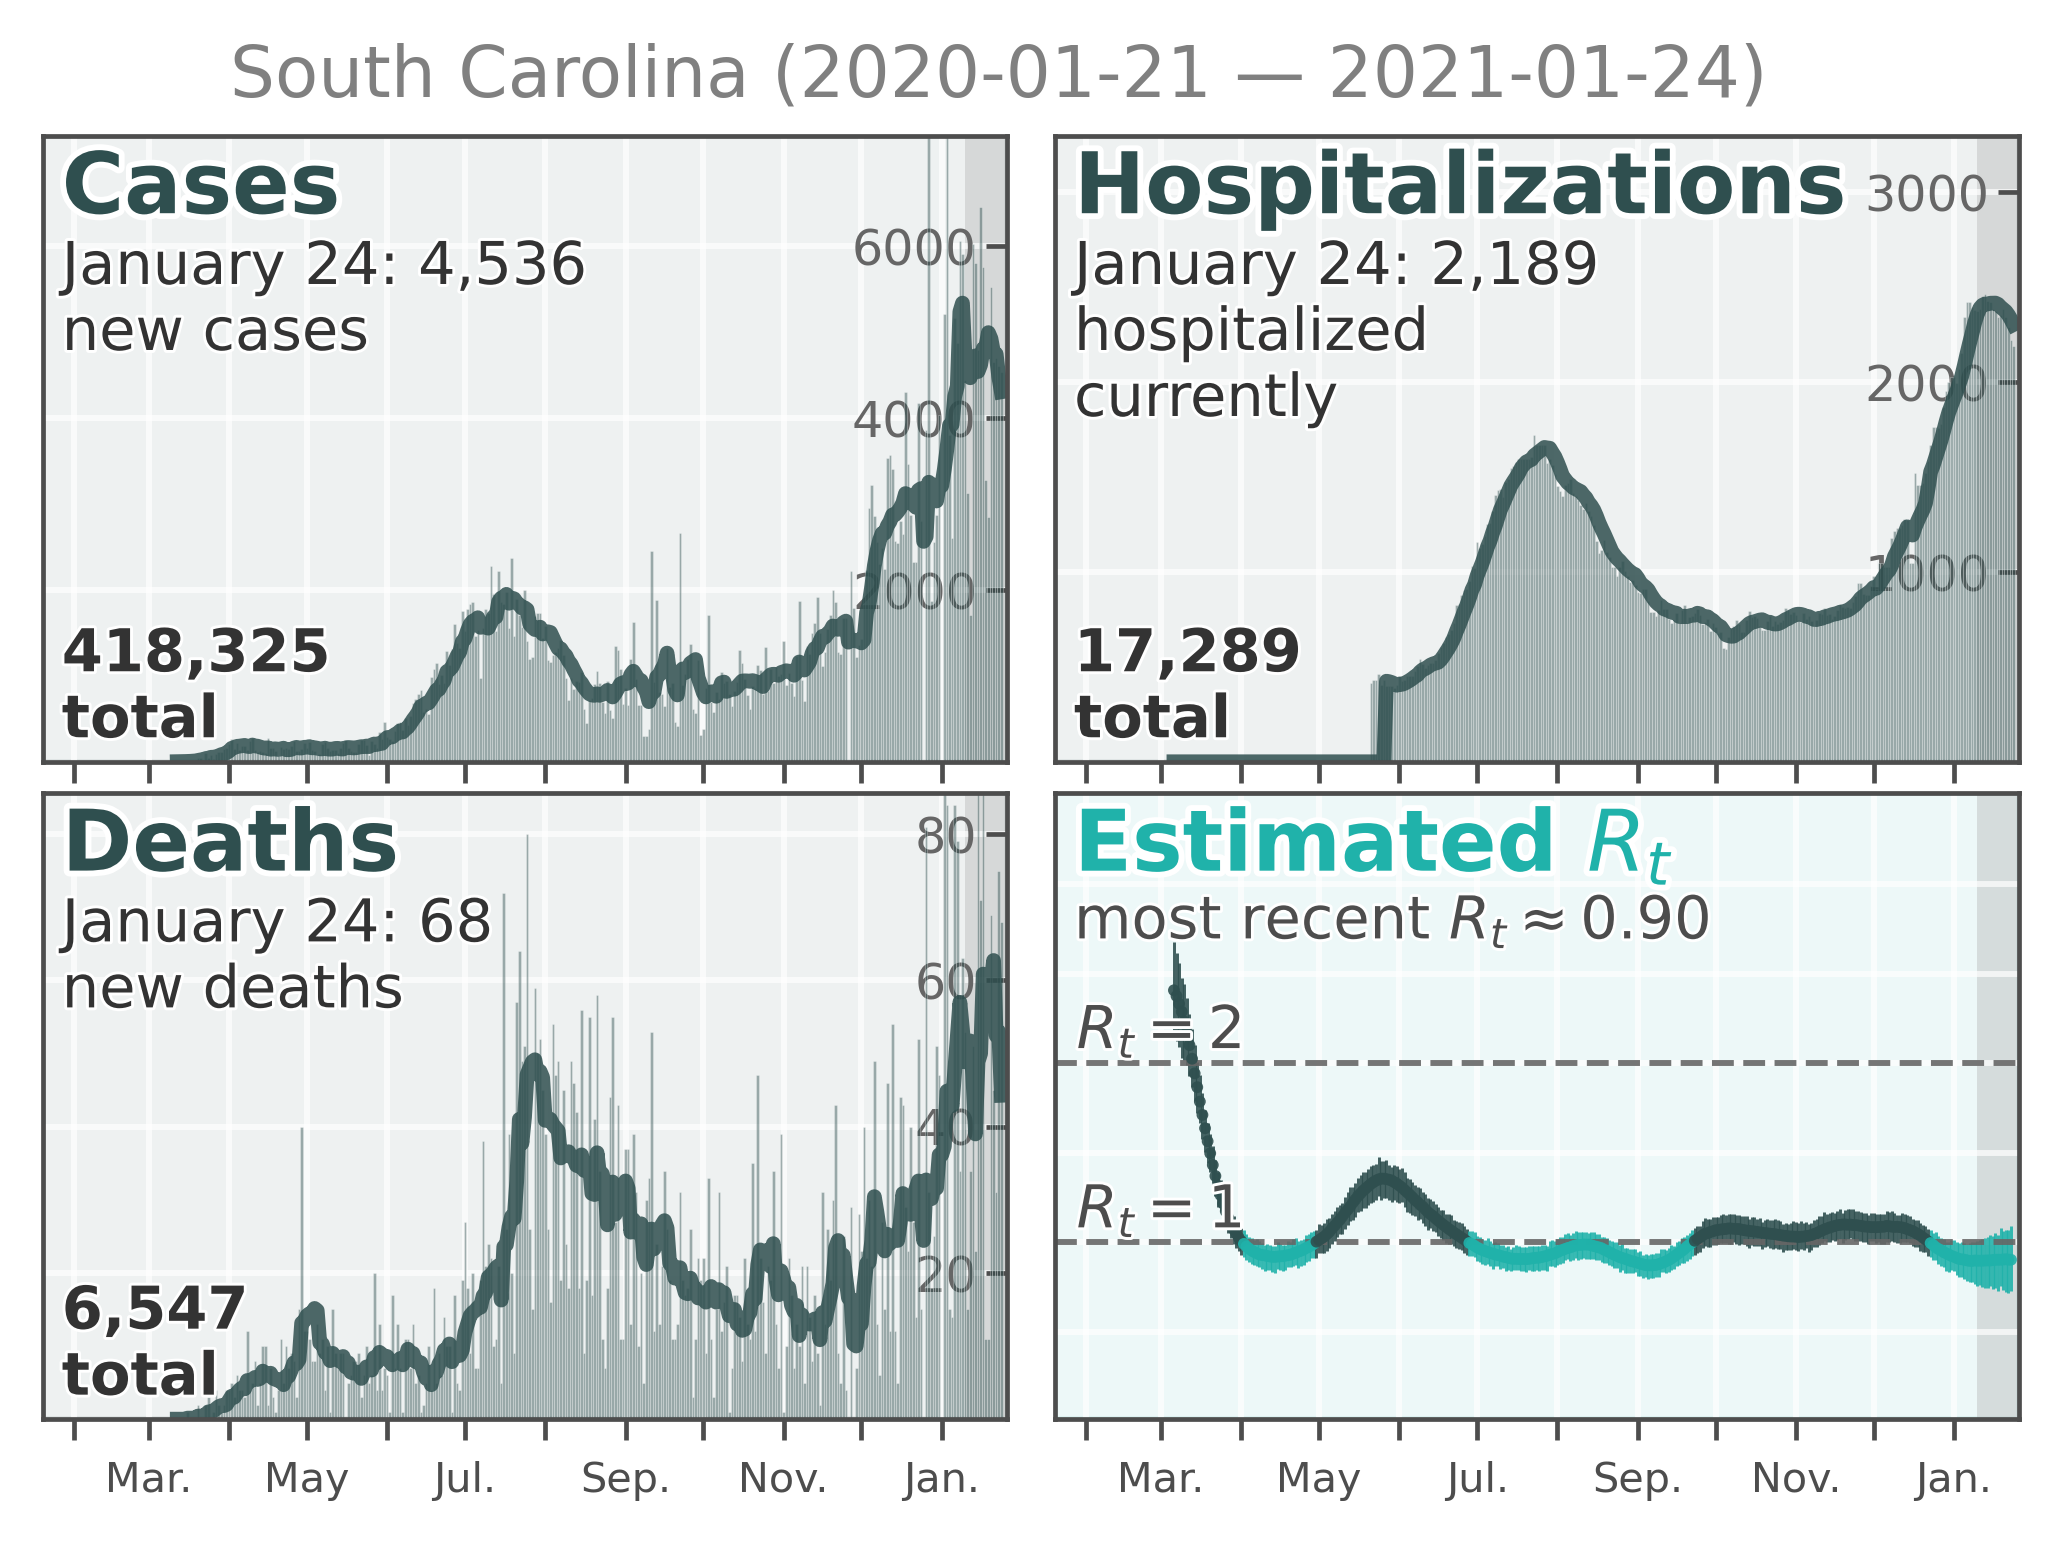 South Carolina (2020-01-21 — 2021-01-24)
Cases
January 24: 4,536
new cases
6000
4000
2000
418,325
total
Hospitalizations
January 24: 2,189
hospitalized
currently
3000
2000
1000
17,289
total
Deaths
January 24: 68
new deaths
80
60
40
20
6,547
total
Mar. May Jul. Sep. Nov. Jan.
Estimated Rₜ
most recent Rₜ ≈ 0.90
Rₜ = 2
Rₜ = 1
Mar. May Jul. Sep. Nov. Jan.